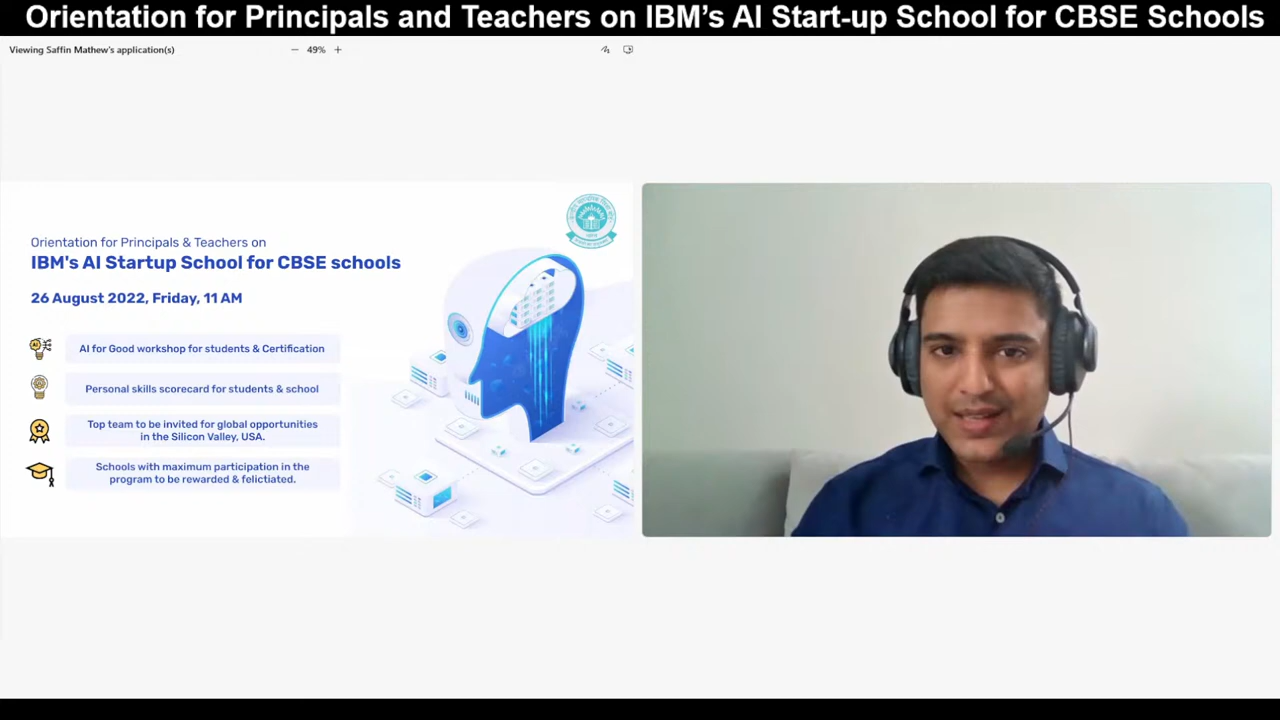 Orientation for Principals and Teachers on IBM’s AI Start-up School for CBSE Schools
Viewing Saffin Mathew's application(s)
− 49% +
Orientation for Principals & Teachers on
IBM's AI Startup School for CBSE schools
26 August 2022, Friday, 11 AM
AI for Good workshop for students & Certification
Personal skills scorecard for students & school
Top team to be invited for global opportunities
in the Silicon Valley, USA.
Schools with maximum participation in the
program to be rewarded & felictiated.